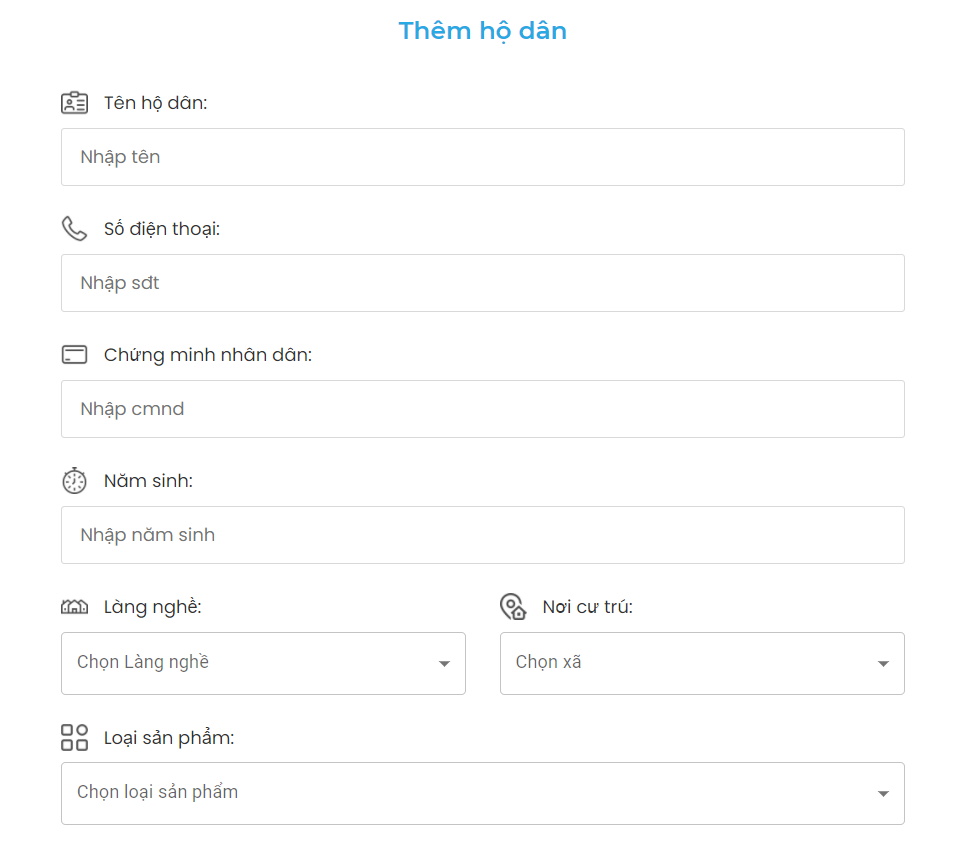 Thêm hộ dân
Tên hộ dân:
Nhập tên
Số điện thoại:
Nhập sđt
Chứng minh nhân dân:
Nhập cmnd
Năm sinh:
Nhập năm sinh
Làng nghề:
Chọn Làng nghề
Nơi cư trú:
Chọn xã
Loại sản phẩm:
Chọn loại sản phẩm